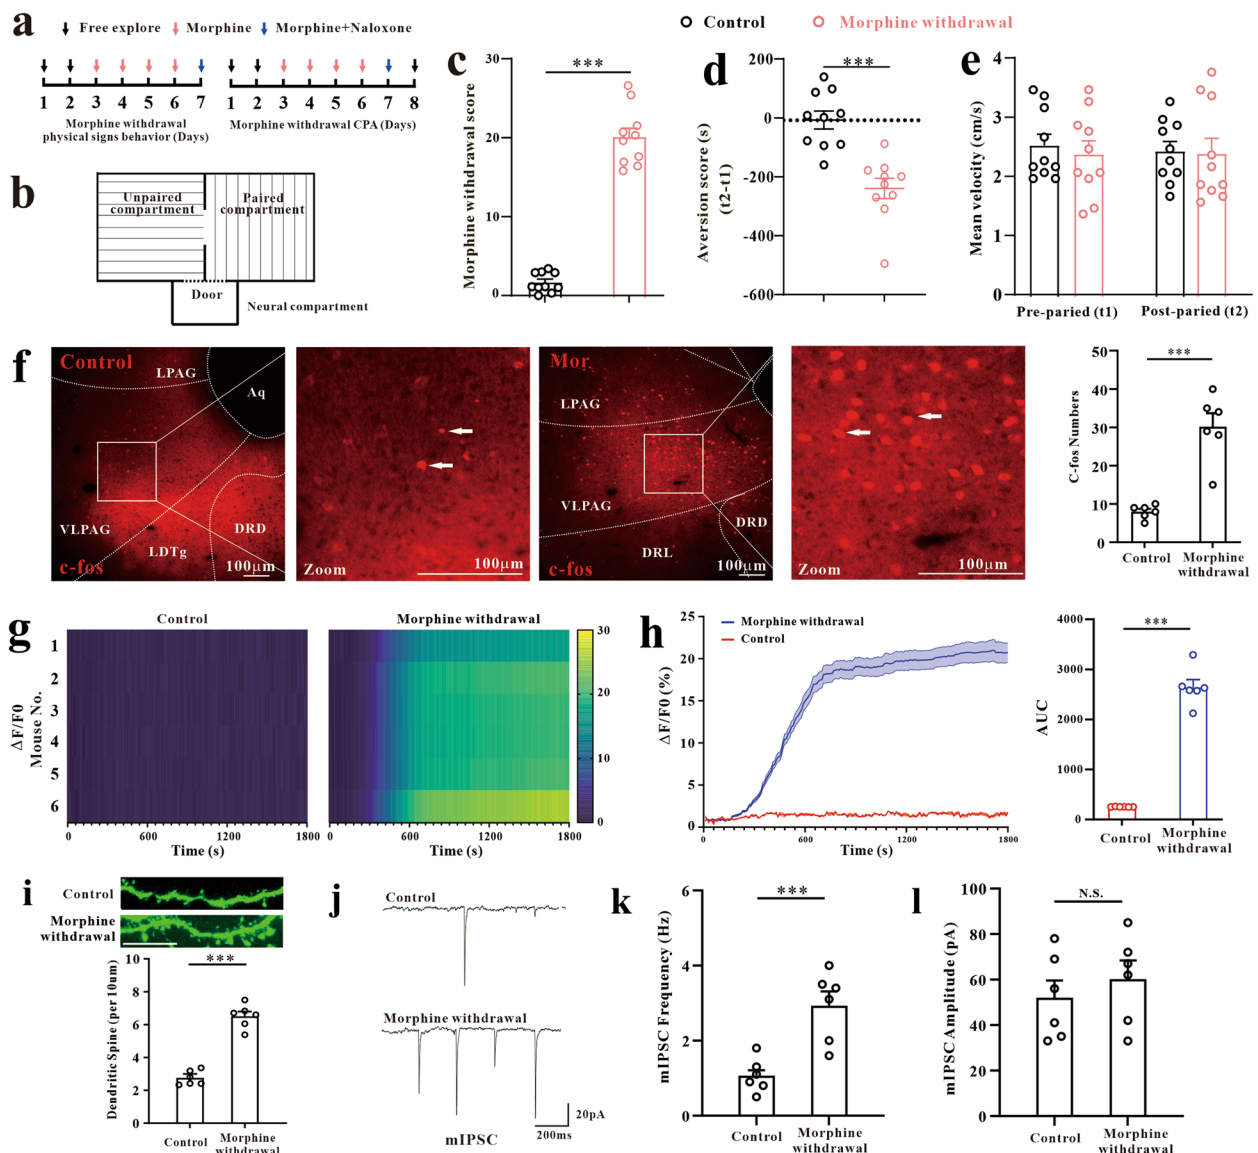 a
Free explore
Morphine
Morphine+Naloxone
1 2 3 4 5 6 7
Morphine withdrawal
physical signs behavior (Days)
1 2 3 4 5 6 7 8
Morphine withdrawal CPA (Days)
b
Unpaired
compartment
Paired
compartment
Door
Neural compartment
Control
Morphine withdrawal
c
Morphine withdrawal score
30
20
10
0
***
d
Aversion score (s)
(t2-t1)
200
0
-200
-400
-600
***
e
Mean velocity (cm/s)
4
3
2
1
0
Pre-paried (t1)
Post-paried (t2)
f
Control
LPAG
Aq
VLPAG
LDTg
DRD
c-fos
100μm
Zoom
100μm
Mor
LPAG
VLPAG
DRD
DRL
c-fos
100μm
Zoom
100μm
C-fos Numbers
50
40
30
20
10
0
***
Control
Morphine
withdrawal
g
Control
Morphine withdrawal
ΔF/F0
Mouse No.
1
2
3
4
5
6
0 600 1200 1800
Time (s)
0 600 1200 1800
Time (s)
30
20
10
0
h
Morphine withdrawal
Control
ΔF/F0 (%)
25
20
15
10
5
0
0 600 1200 1800
Time (s)
AUC
4000
3000
2000
1000
0
***
Control
Morphine
withdrawal
i
Control
Morphine
withdrawal
Dendritic Spine (per 10um)
10
8
6
4
2
0
***
Control
Morphine
withdrawal
j
Control
Morphine withdrawal
mIPSC
20pA
200ms
k
mIPSC Frequency (Hz)
6
4
2
0
***
Control
Morphine
withdrawal
l
mIPSC Amplitude (pA)
100
80
60
40
20
0
N.S.
Control
Morphine
withdrawal